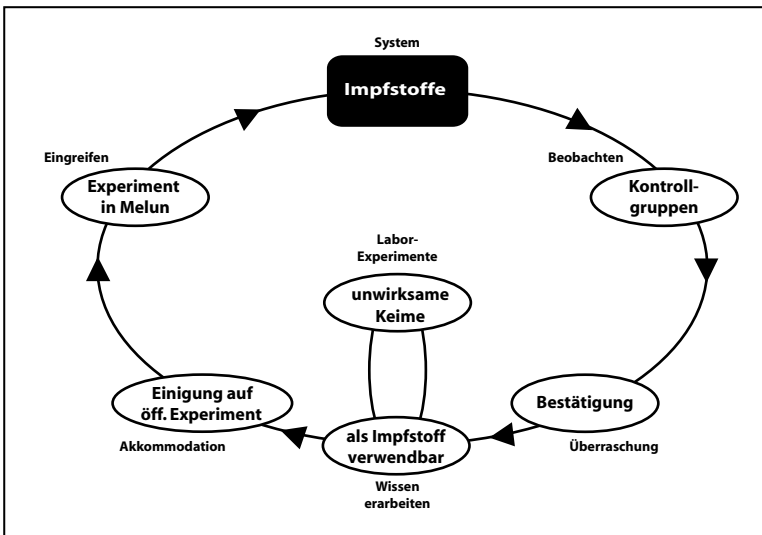 System
Impfstoffe
Eingreifen
Beobachten
Experiment
in Melun
Kontroll-
gruppen
Labor-
Experimente
unwirksame
Keime
Einigung auf
öff. Experiment
Bestätigung
als Impfstoff
verwendbar
Akkommodation
Überraschung
Wissen
erarbeiten